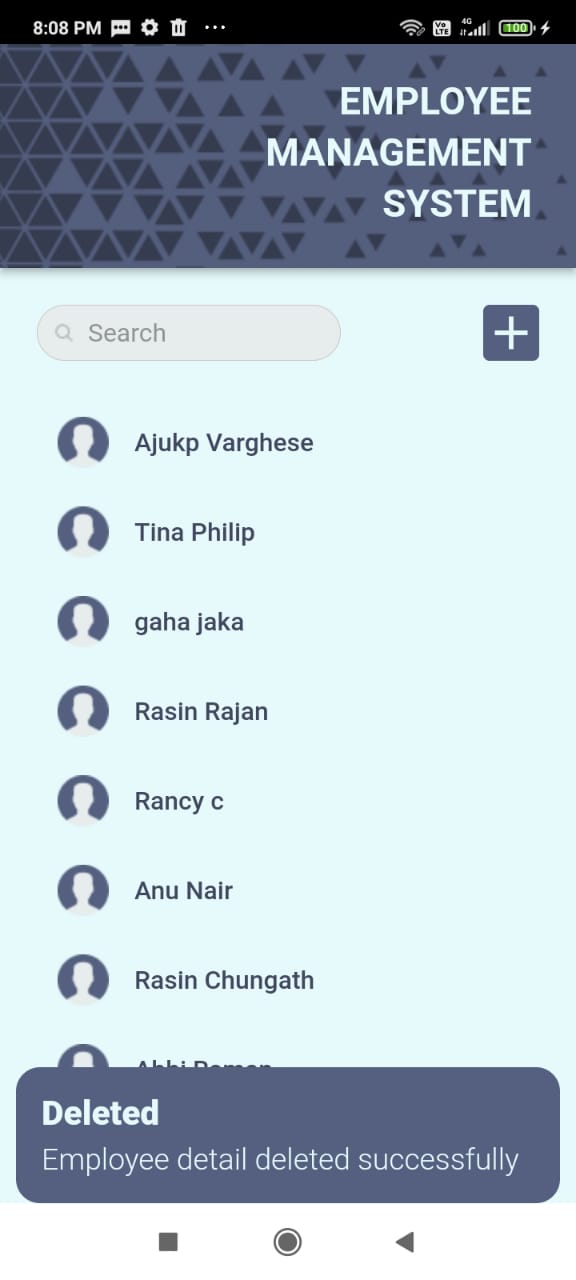 8:08 PM
Vo LTE
4G
100
EMPLOYEE
MANAGEMENT
SYSTEM
Search
Ajukp Varghese
Tina Philip
gaha jaka
Rasin Rajan
Rancy c
Anu Nair
Rasin Chungath
Deleted
Employee detail deleted successfully